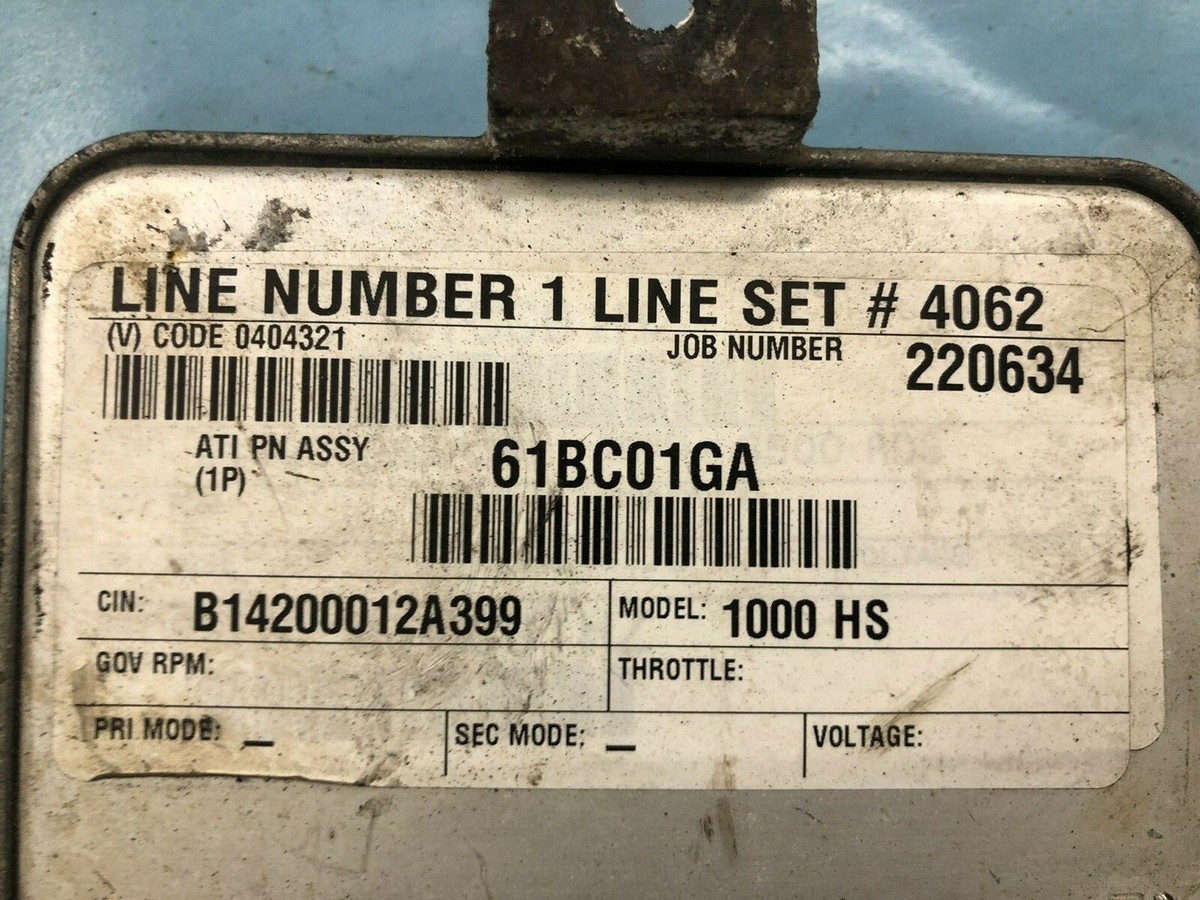 LINE NUMBER 1 LINE SET # 4062
(V) CODE 0404321
JOB NUMBER 220634
ATI PN ASSY 61BC01GA
(1P)
CIN: B14200012A399 MODEL: 1000 HS
GOV RPM: THROTTLE:
PRI MODE: _ SEC MODE: _ VOLTAGE: